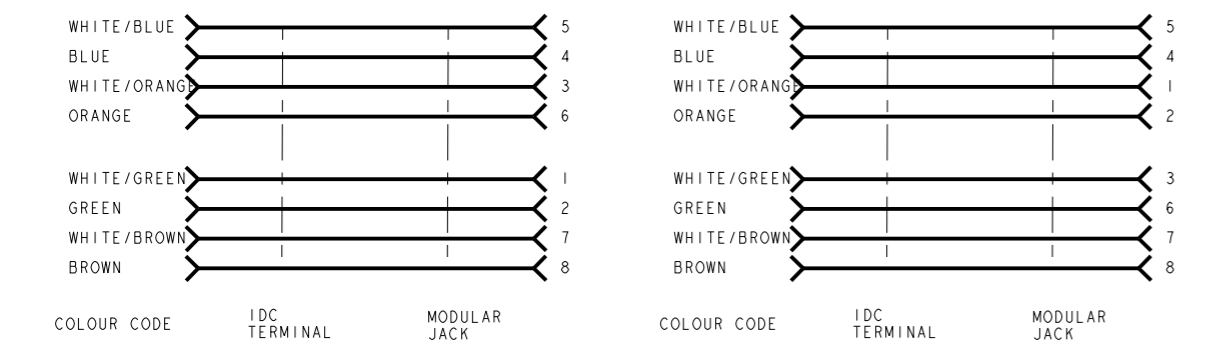 WHITE/BLUE 5
BLUE 4
WHITE/ORANGE 3
ORANGE 6
WHITE/GREEN 1
GREEN 2
WHITE/BROWN 7
BROWN 8
COLOUR CODE
IDC
TERMINAL
MODULAR
JACK
WHITE/BLUE 5
BLUE 4
WHITE/ORANGE 1
ORANGE 2
WHITE/GREEN 3
GREEN 6
WHITE/BROWN 7
BROWN 8
COLOUR CODE
IDC
TERMINAL
MODULAR
JACK